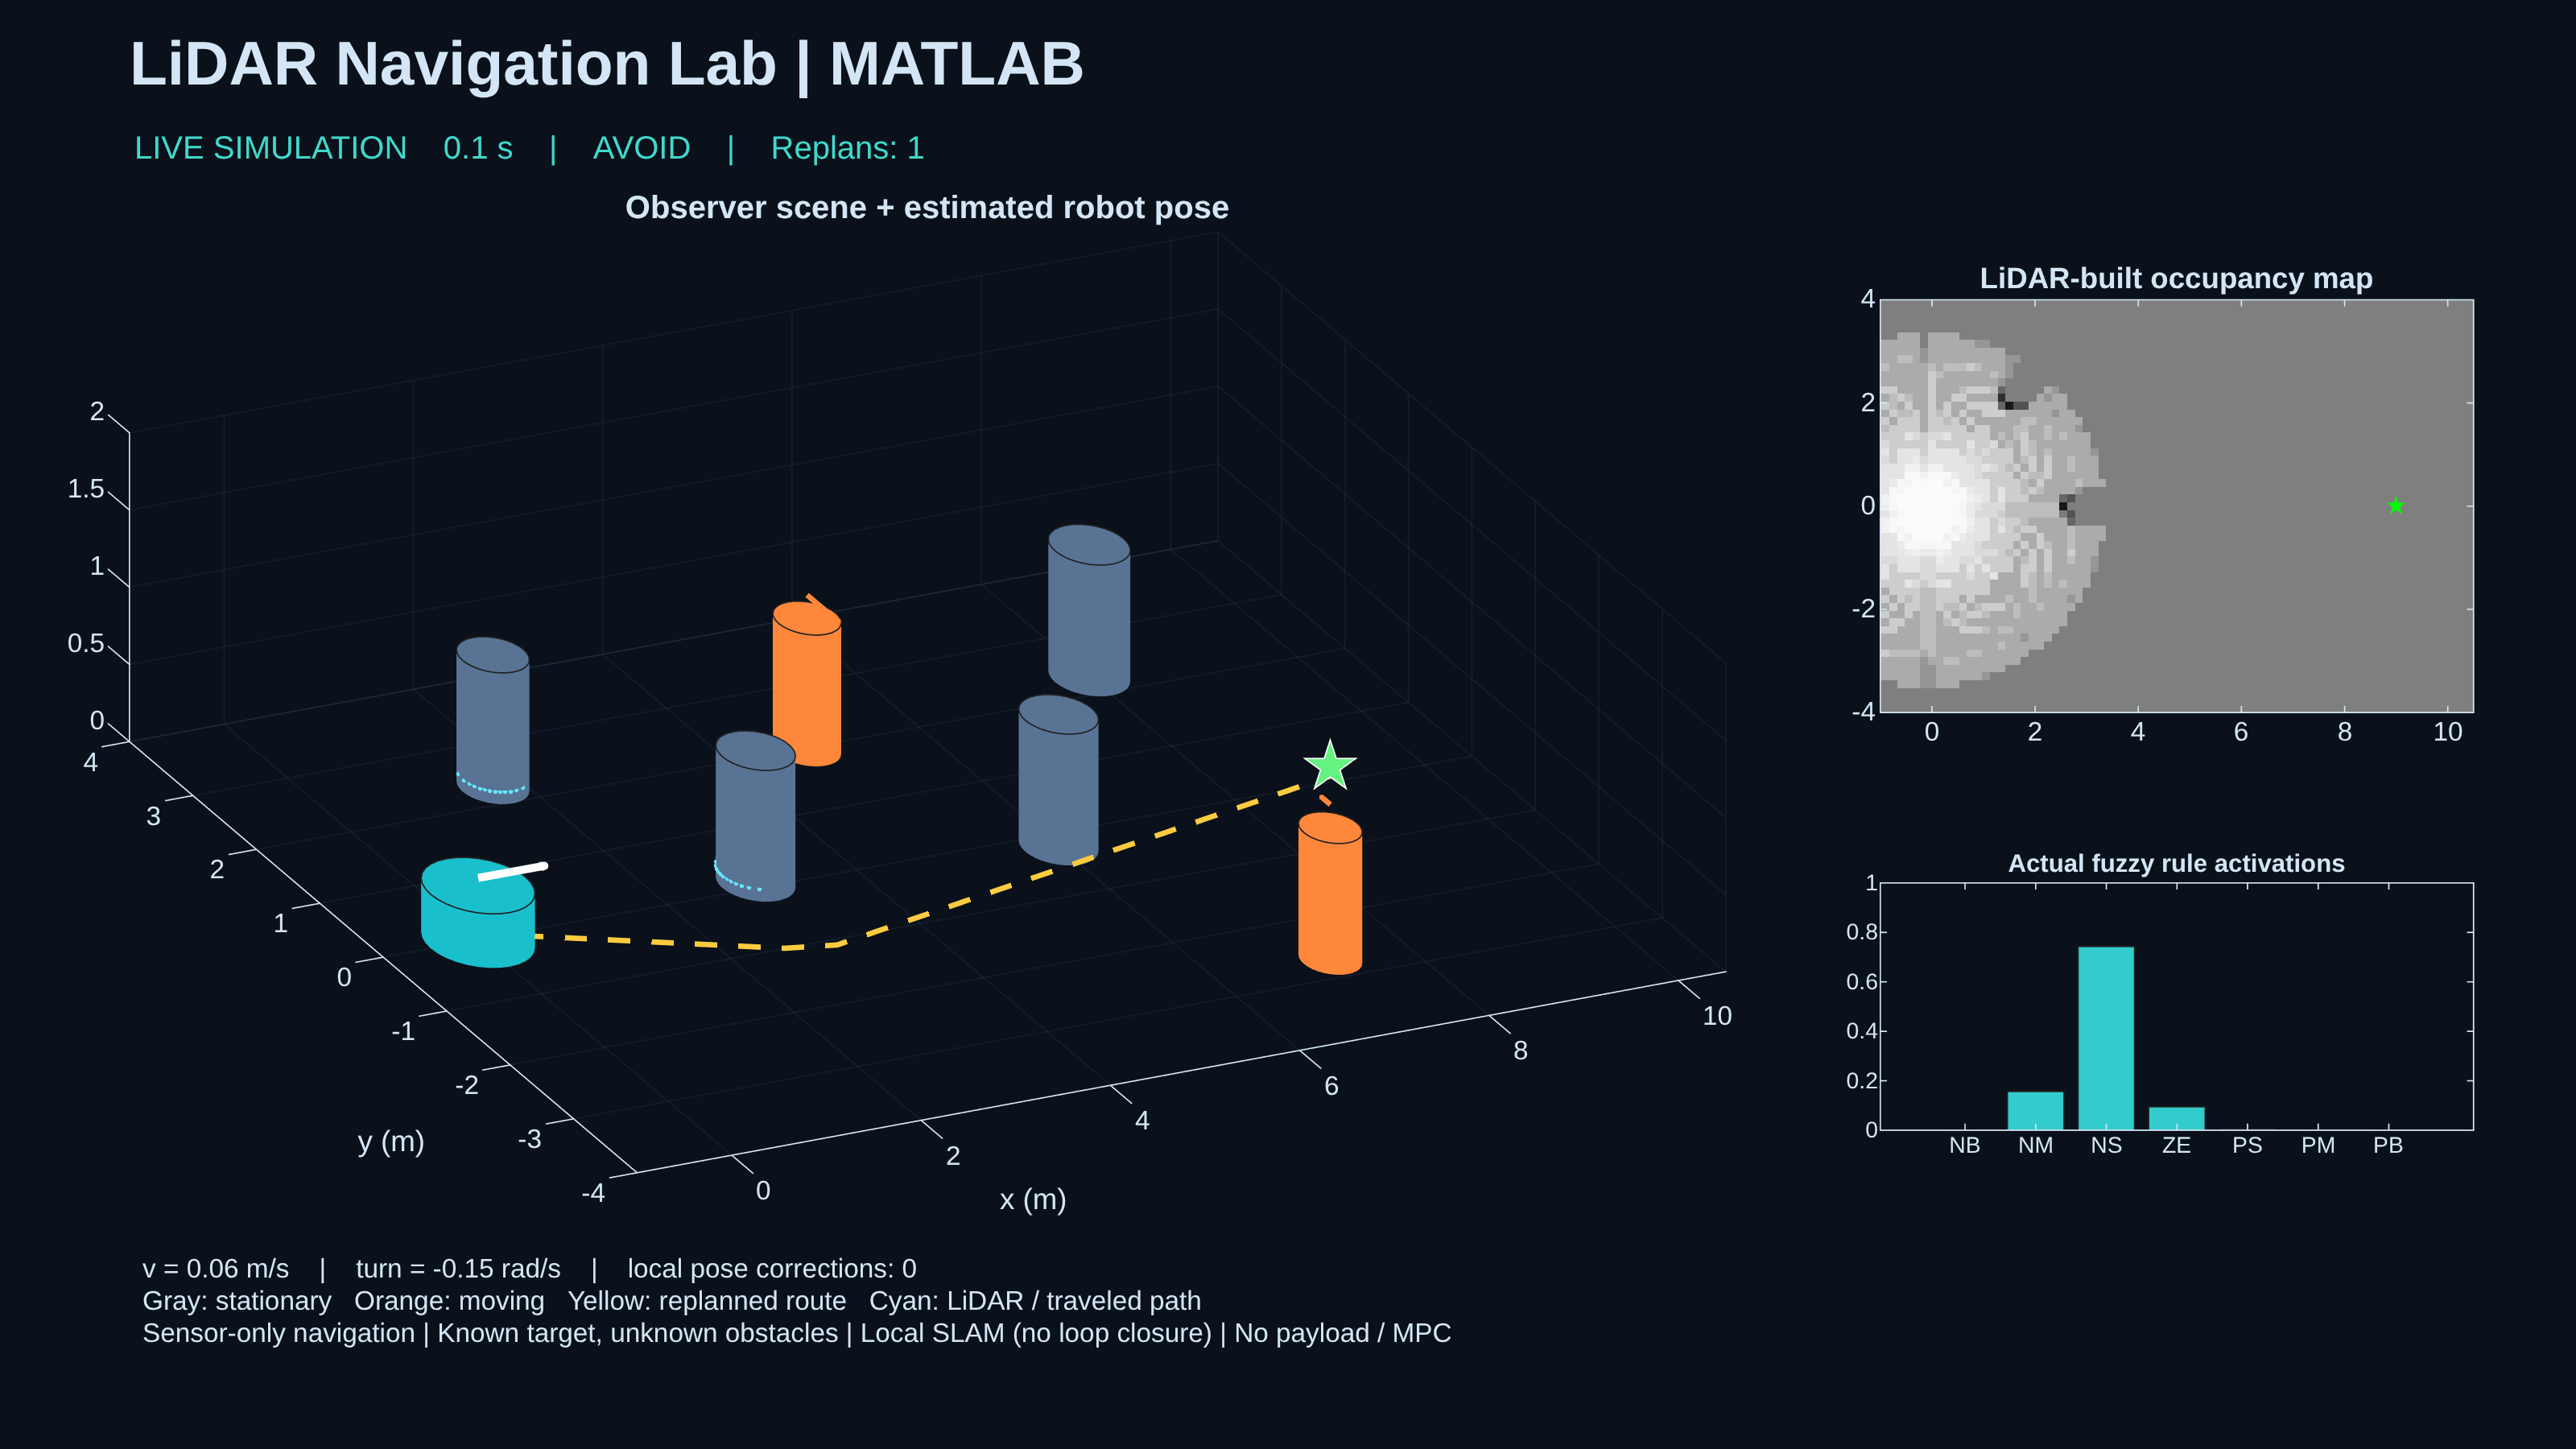 LiDAR Navigation Lab | MATLAB
LIVE SIMULATION 0.1 s | AVOID | Replans: 1
Observer scene + estimated robot pose
2
1.5
1
0.5
0
4
3
2
1
0
-1
-2
-3
-4
y (m)
0
2
4
6
8
10
x (m)
LiDAR-built occupancy map
4
2
0
-2
-4
0 2 4 6 8 10
Actual fuzzy rule activations
1
0.8
0.6
0.4
0.2
0
NB NM NS ZE PS PM PB
v = 0.06 m/s | turn = -0.15 rad/s | local pose corrections: 0
Gray: stationary Orange: moving Yellow: replanned route Cyan: LiDAR / traveled path
Sensor-only navigation | Known target, unknown obstacles | Local SLAM (no loop closure) | No payload / MPC